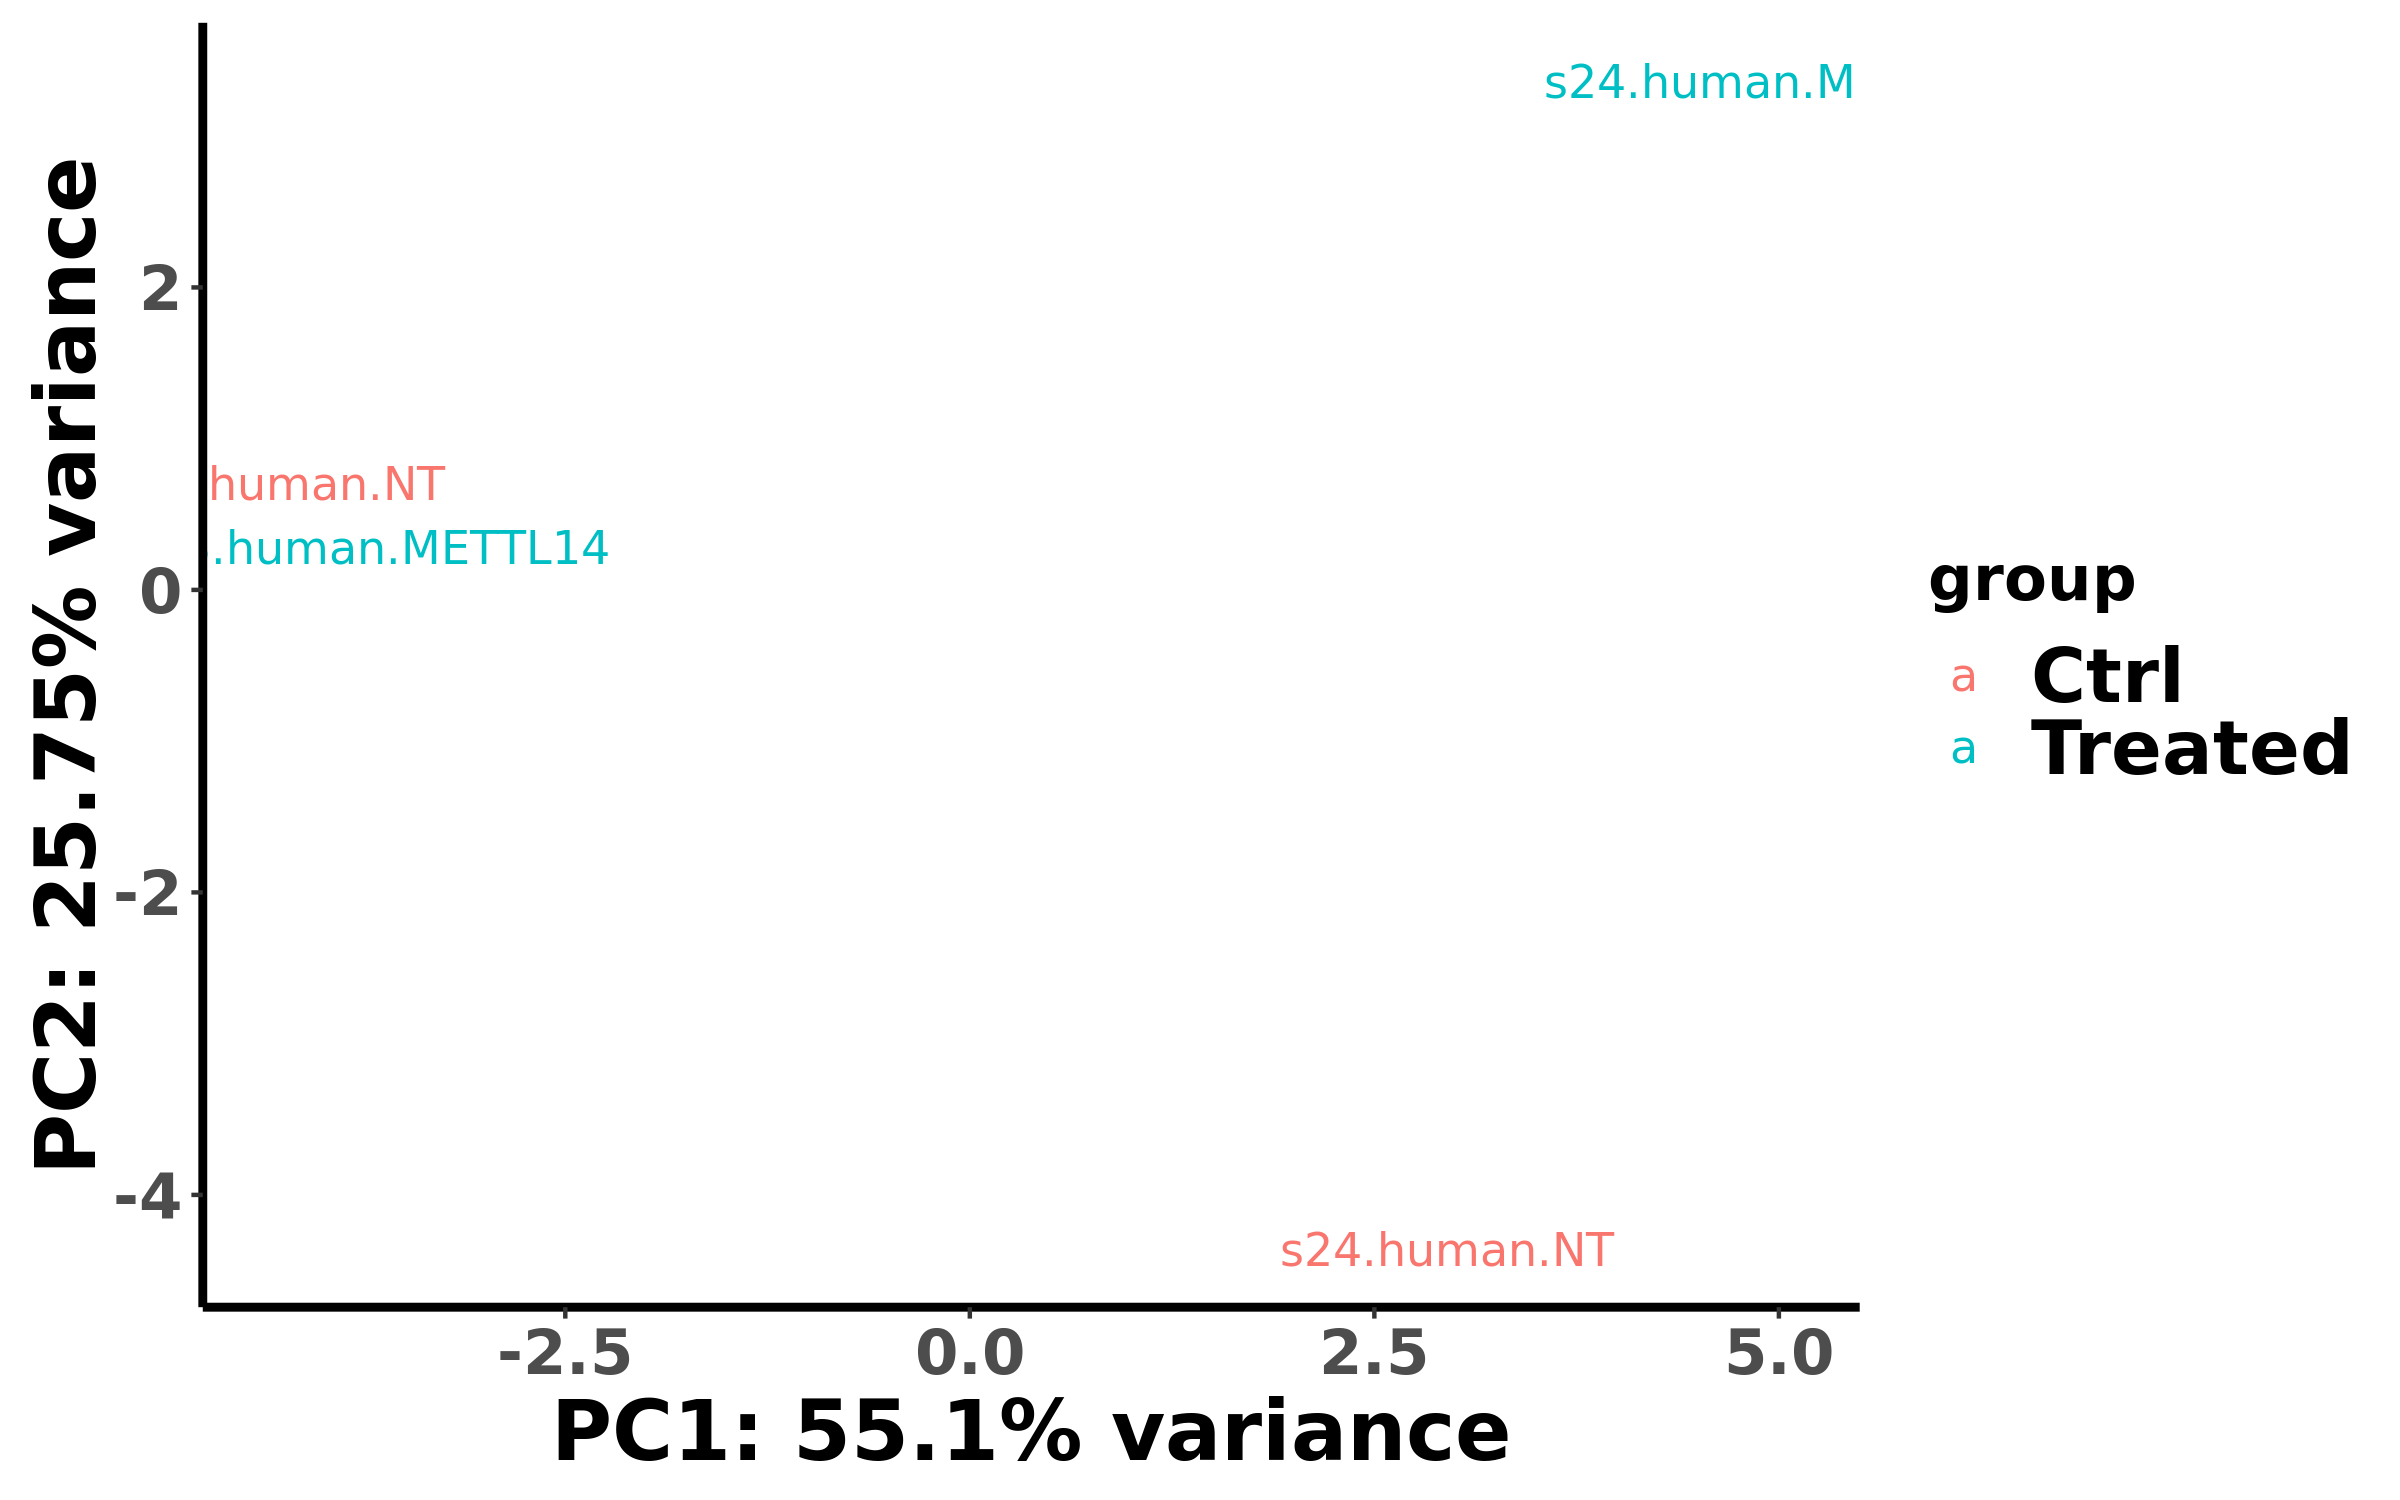 s24.human.M
2
human.NT
.human.METTL14
0
-2
-4
s24.human.NT
-2.5
0.0
2.5
5.0
PC1: 55.1% variance
PC2: 25.75% variance
group
a Ctrl
a Treated